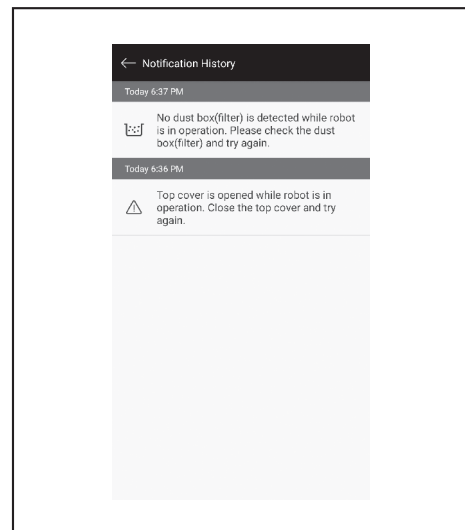 Notification History
Today 6:37 PM
No dust box(filter) is detected while robot
is in operation. Please check the dust
box(filter) and try again.
Today 6:36 PM
Top cover is opened while robot is in
operation. Close the top cover and try
again.